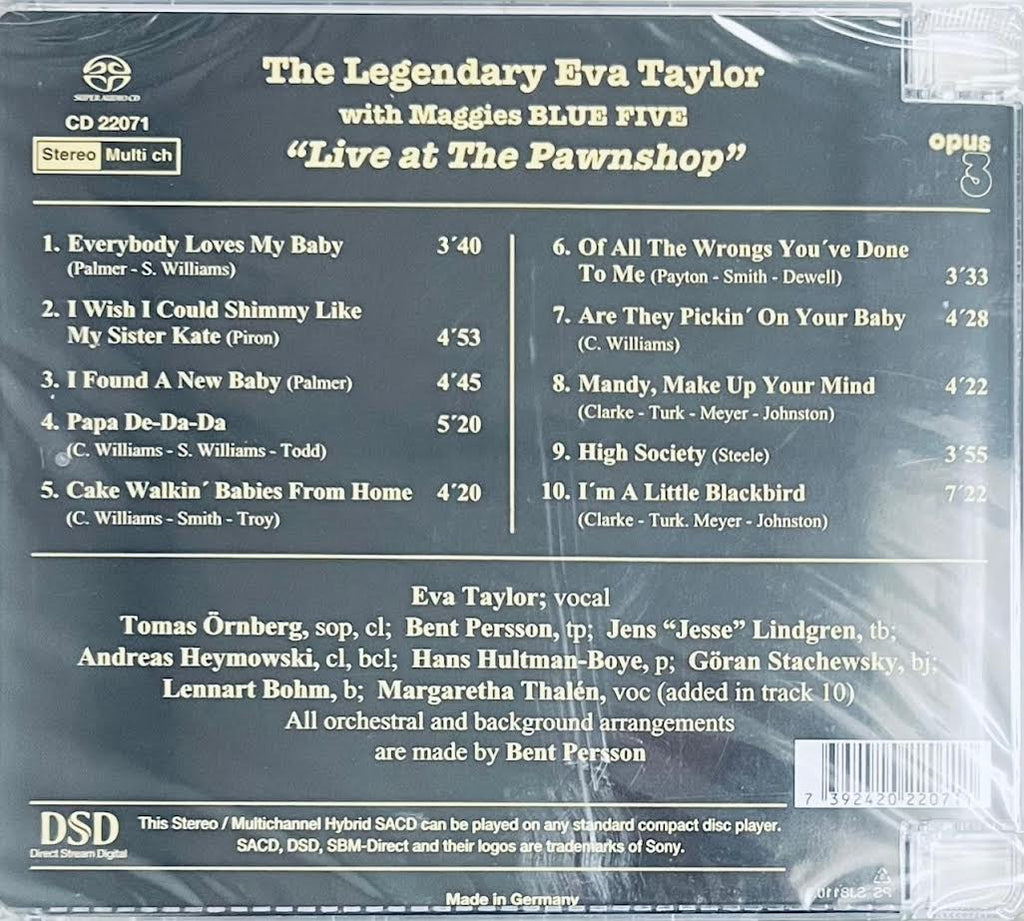 SUPER AUDIO CD
CD 22071
Stereo Multi ch
The Legendary Eva Taylor
with Maggies BLUE FIVE
“Live at The Pawnshop”
opus
3
1. Everybody Loves My Baby 3´40
(Palmer - S. Williams)
2. I Wish I Could Shimmy Like
My Sister Kate (Piron) 4´53
3. I Found A New Baby (Palmer) 4´45
4. Papa De-Da-Da 5´20
(C. Williams - S. Williams - Todd)
5. Cake Walkin´ Babies From Home 4´20
(C. Williams - Smith - Troy)
6. Of All The Wrongs You´ve Done
To Me (Payton - Smith - Dewell) 3´33
7. Are They Pickin´ On Your Baby 4´28
(C. Williams)
8. Mandy, Make Up Your Mind 4´22
(Clarke - Turk - Meyer - Johnston)
9. High Society (Steele) 3´55
10. I´m A Little Blackbird 7´22
(Clarke - Turk. Meyer - Johnston)
Eva Taylor; vocal
Tomas Örnberg, sop, cl; Bent Persson, tp; Jens “Jesse” Lindgren, tb;
Andreas Heymowski, cl, bcl; Hans Hultman-Boye, p; Göran Stachewsky, bj;
Lennart Bohm, b; Margaretha Thalén, voc (added in track 10)
All orchestral and background arrangements
are made by Bent Persson
7 392420 22071
DSD
Direct Stream Digital
This Stereo / Multichannel Hybrid SACD can be played on any standard compact disc player.
SACD, DSD, SBM-Direct and their logos are trademarks of Sony.
Made in Germany